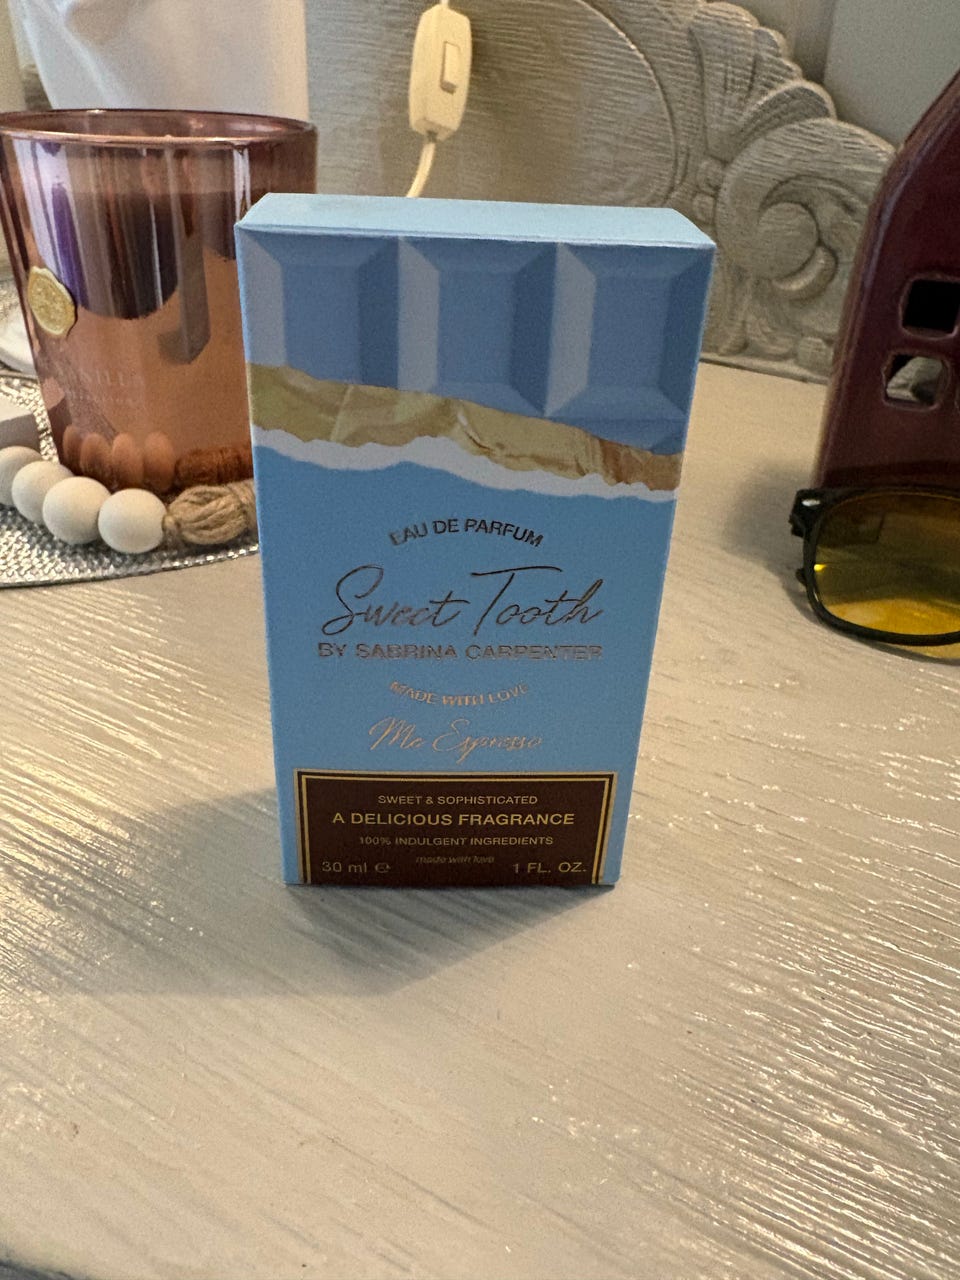 EAU DE PARFUM
Sweet Tooth
BY SABRINA CARPENTER
MADE WITH LOVE
Me Espresso
SWEET & SOPHISTICATED
A DELICIOUS FRAGRANCE
100% INDULGENT INGREDIENTS
made with love
30 ml ℮ 1 FL. OZ.